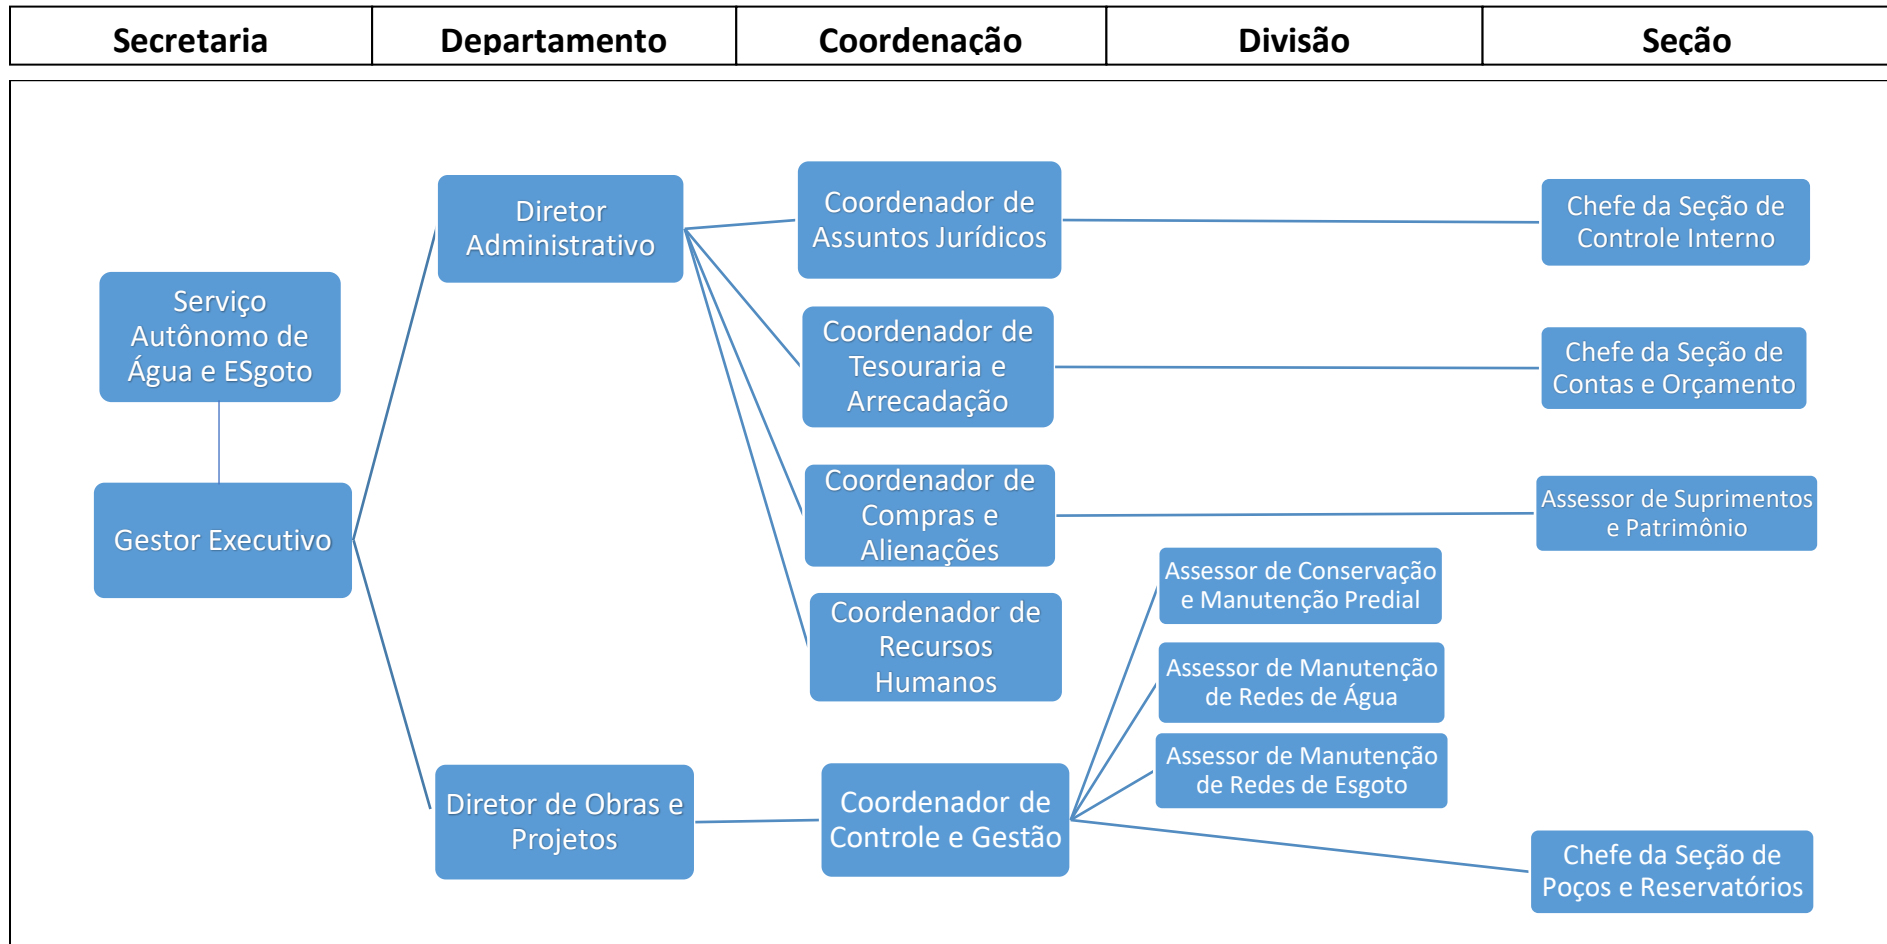 Secretaria
Departamento
Coordenação
Divisão
Seção
Serviço
Autônomo de
Água e ESgoto
Gestor Executivo
Diretor
Administrativo
Diretor de Obras e
Projetos
Coordenador de
Assuntos Jurídicos
Coordenador de
Tesouraria e
Arrecadação
Coordenador de
Compras e
Alienações
Coordenador de
Recursos
Humanos
Coordenador de
Controle e Gestão
Assessor de Conservação
e Manutenção Predial
Assessor de Manutenção
de Redes de Água
Assessor de Manutenção
de Redes de Esgoto
Chefe da Seção de
Controle Interno
Chefe da Seção de
Contas e Orçamento
Assessor de Suprimentos
e Patrimônio
Chefe da Seção de
Poços e Reservatórios